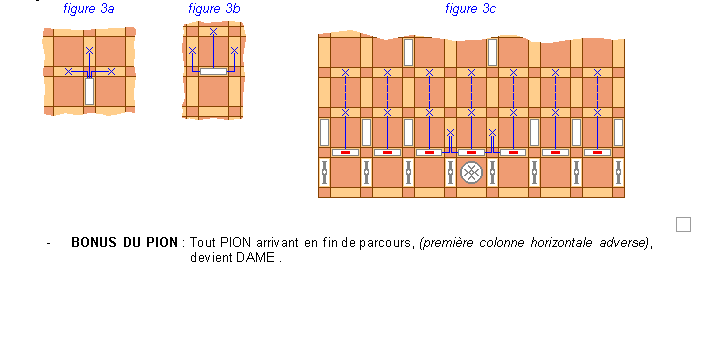 figure 3a
figure 3b
figure 3c
- BONUS DU PION : Tout PION arrivant en fin de parcours, (première colonne horizontale adverse),
devient DAME .